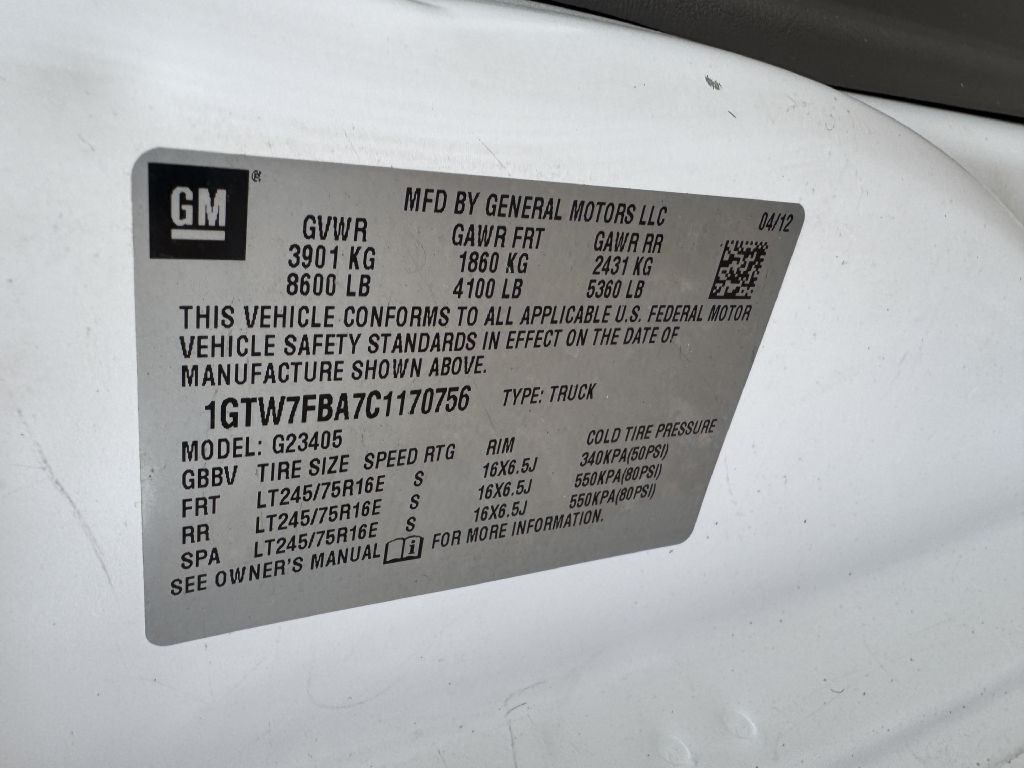 GM®
MFD BY GENERAL MOTORS LLC 04/12
GVWR GAWR FRT GAWR RR
3901 KG 1860 KG 2431 KG
8600 LB 4100 LB 5360 LB
THIS VEHICLE CONFORMS TO ALL APPLICABLE U.S. FEDERAL MOTOR
VEHICLE SAFETY STANDARDS IN EFFECT ON THE DATE OF
MANUFACTURE SHOWN ABOVE.
1GTW7FBA7C1170756 TYPE: TRUCK
MODEL: G23405
GBBV TIRE SIZE SPEED RTG RIM COLD TIRE PRESSURE
FRT LT245/75R16E S 16X6.5J 340KPA(50PSI)
RR LT245/75R16E S 16X6.5J 550KPA(80PSI)
SPA LT245/75R16E S 16X6.5J 550KPA(80PSI)
SEE OWNER'S MANUAL FOR MORE INFORMATION.